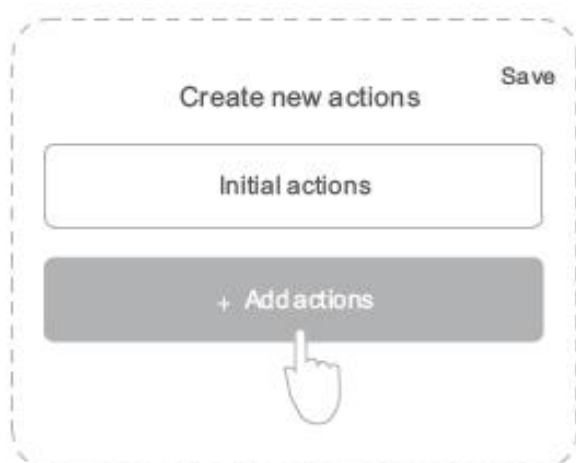 Save
Create new actions
Initial actions
+ Add actions